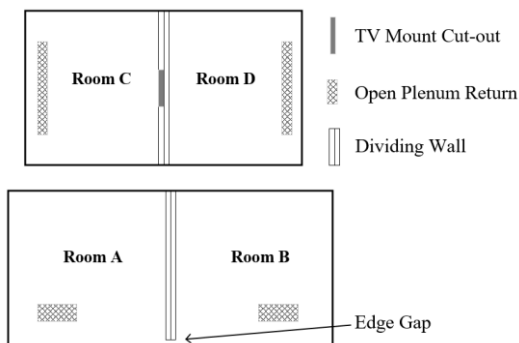 TV Mount Cut-out
Room C
Room D
Open Plenum Return
Dividing Wall
Room A
Room B
Edge Gap